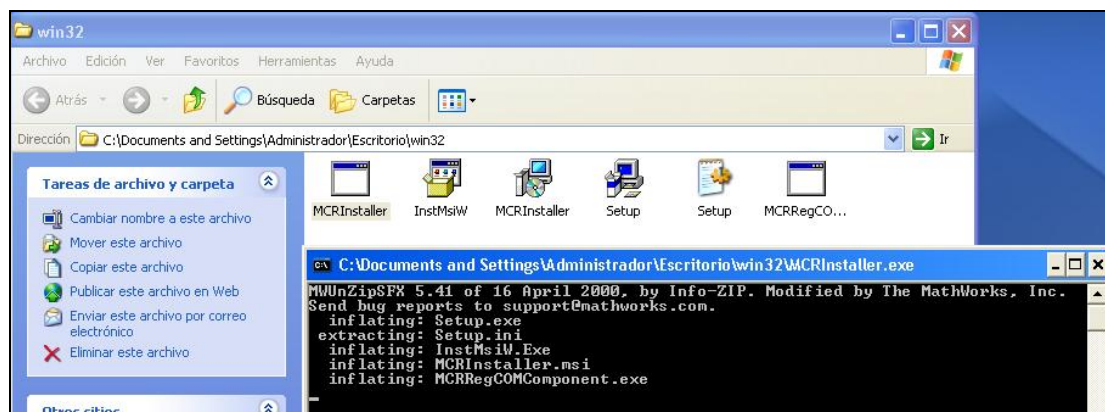 win32
Archivo Edición Ver Favoritos Herramientas Ayuda
Atrás Búsqueda Carpetas
Dirección C:\Documents and Settings\Administrador\Escritorio\win32 Ir
Tareas de archivo y carpeta
Cambiar nombre a este archivo
Mover este archivo
Copiar este archivo
Publicar este archivo en Web
Enviar este archivo por correo
electrónico
Eliminar este archivo
Otros sitios
MCRInstaller InstMsiW MCRInstaller Setup Setup MCRRegCO...
C:\Documents and Settings\Administrador\Escritorio\win32\MCRInstaller.exe
MWUnZipSFX 5.41 of 16 April 2000, by Info-ZIP. Modified by The MathWorks, Inc.
Send bug reports to support@mathworks.com.
inflating: Setup.exe
extracting: Setup.ini
inflating: InstMsiW.Exe
inflating: MCRInstaller.msi
inflating: MCRRegCOMComponent.exe